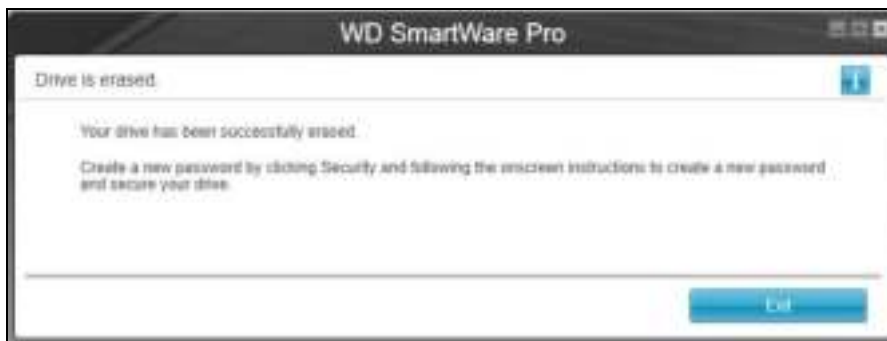 WD SmartWare Pro
Drive is erased.
Your drive has been successfully erased.
Create a new password by clicking Security and following the onscreen instructions to create a new password
and secure your drive.
Exit